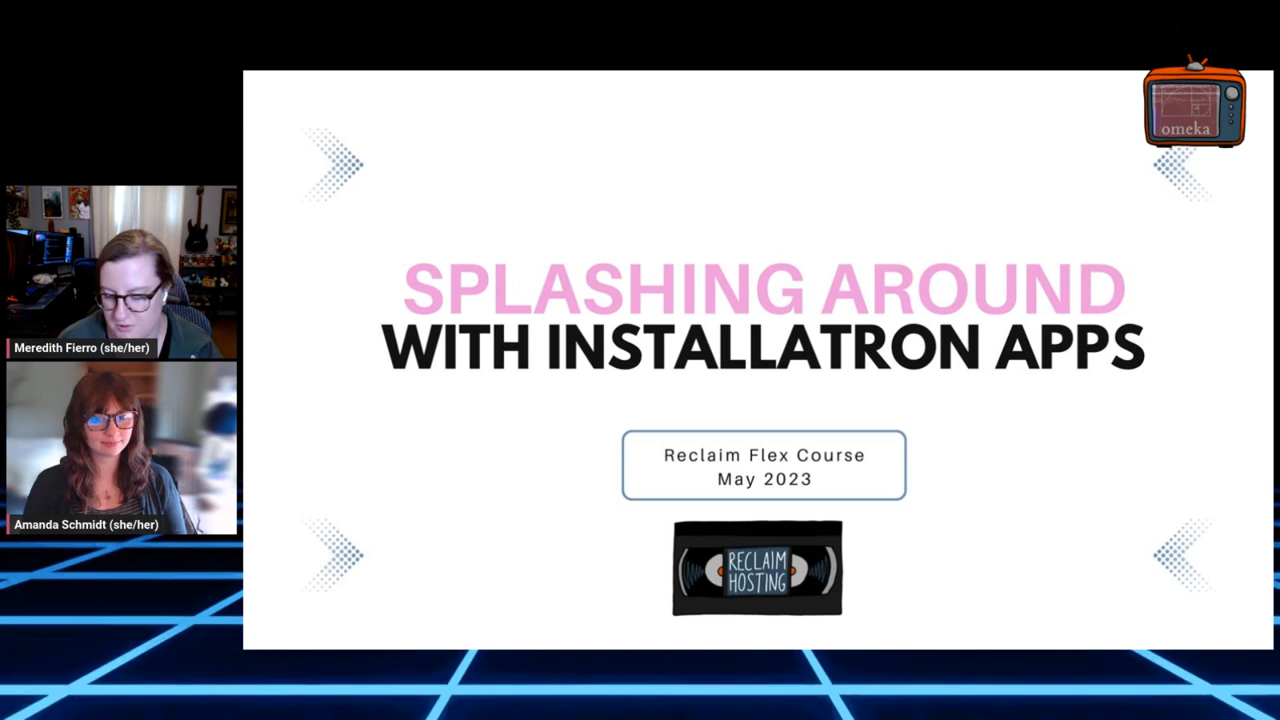 omeka
SPLASHING AROUND
WITH INSTALLATRON APPS
Meredith Fierro (she/her)
Reclaim Flex Course
May 2023
Amanda Schmidt (she/her)
RECLAIM
HOSTING